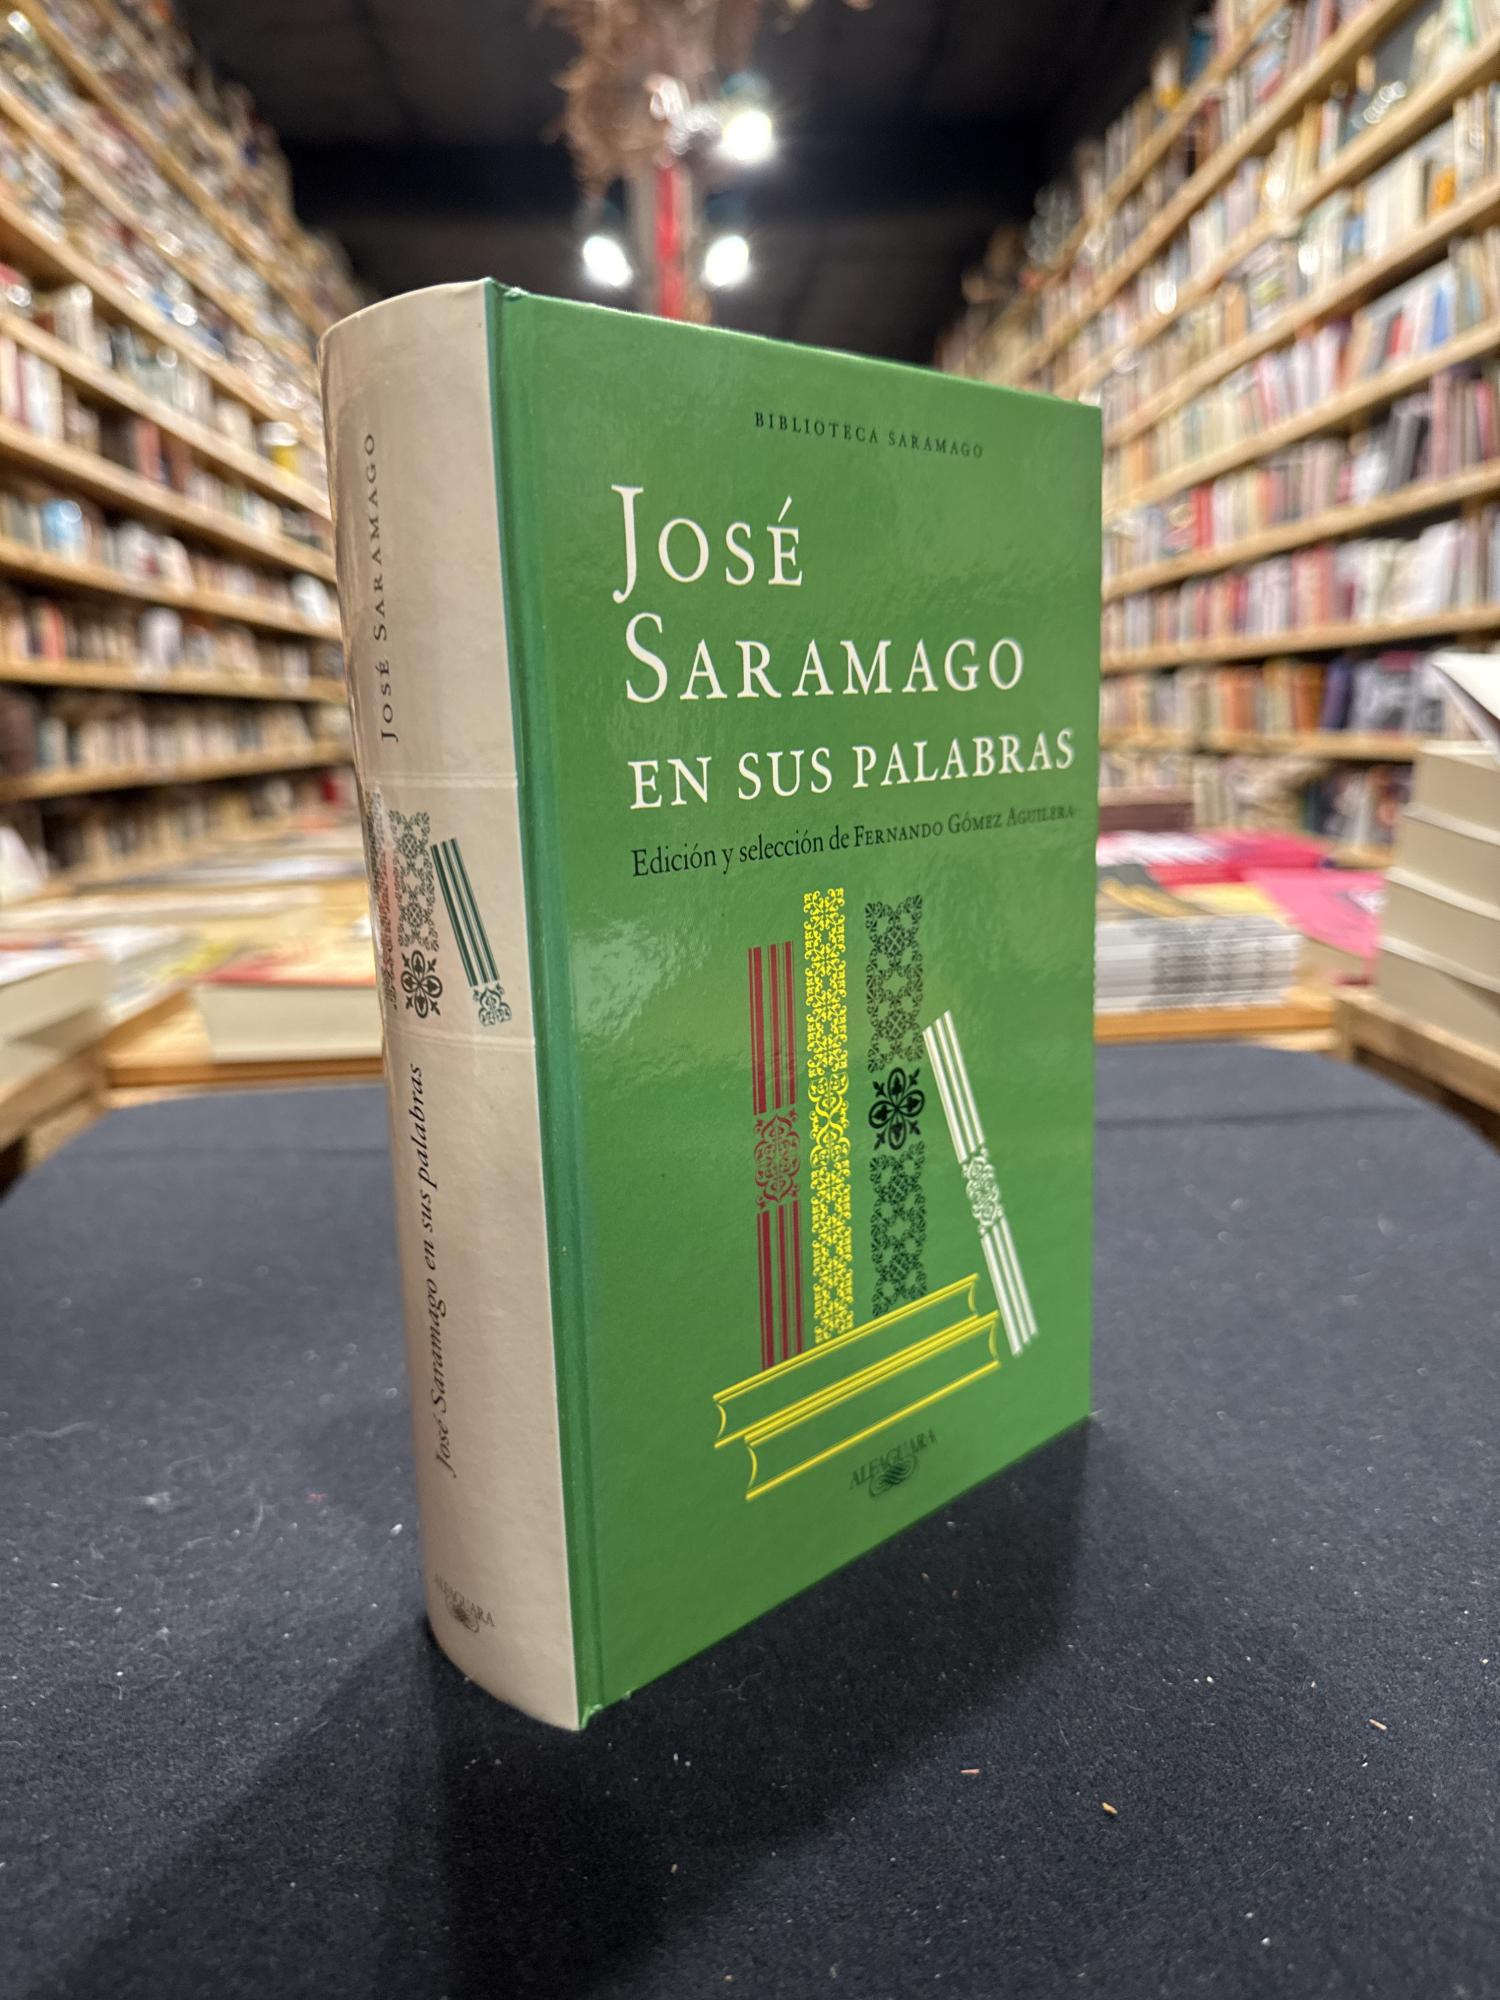 BIBLIOTECA SARAMAGO
JOSÉ
SARAMAGO
EN SUS PALABRAS
Edición y selección de FERNANDO GÓMEZ AGUILERA
ALFAGUARA
JOSÉ SARAMAGO
José Saramago en sus palabras
ALFAGUARA